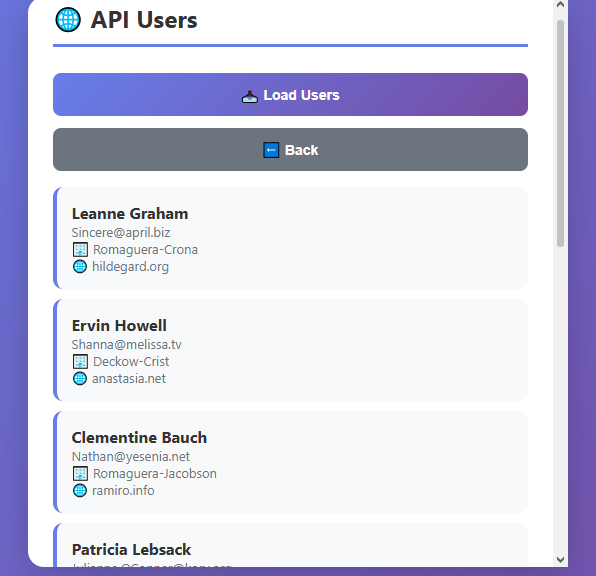 API Users
Load Users
Back
Leanne Graham
Sincere@april.biz
Romaguera-Crona
hildegard.org
Ervin Howell
Shanna@melissa.tv
Deckow-Crist
anastasia.net
Clementine Bauch
Nathan@yesenia.net
Romaguera-Jacobson
ramiro.info
Patricia Lebsack